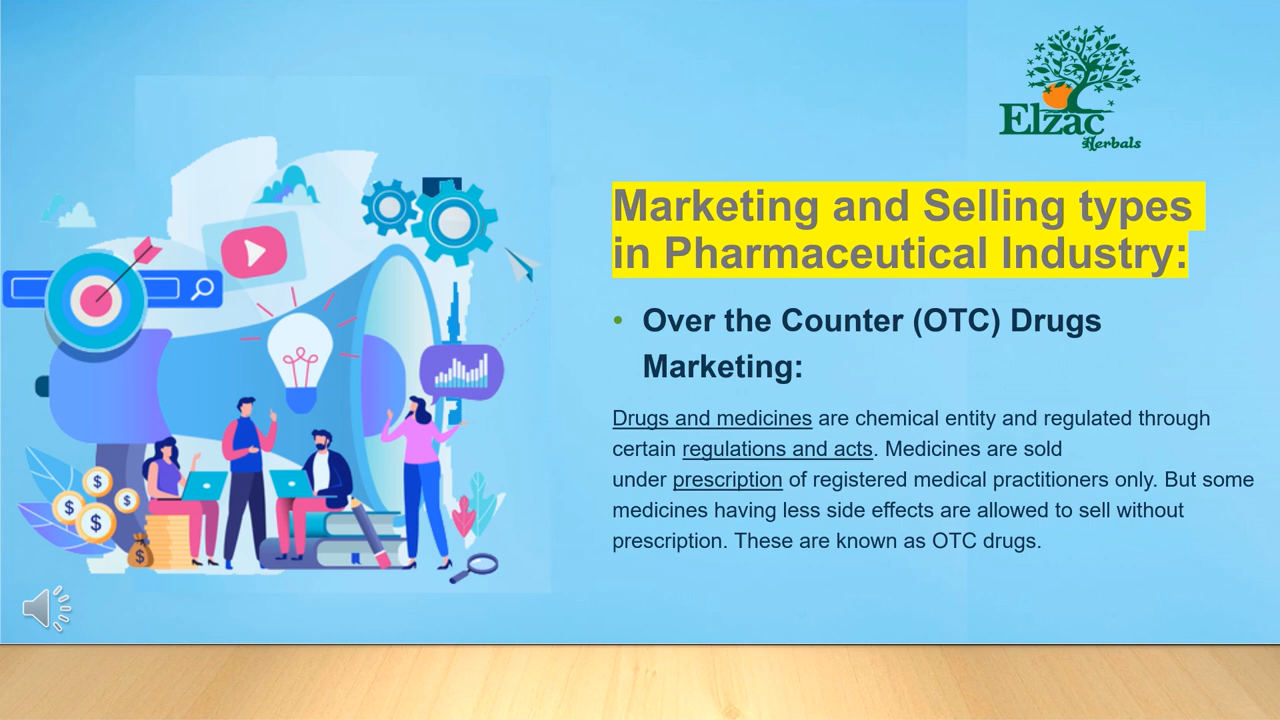 Elzac
Herbals
Marketing and Selling types
in Pharmaceutical Industry:
• Over the Counter (OTC) Drugs
Marketing:
Drugs and medicines are chemical entity and regulated through
certain regulations and acts. Medicines are sold
under prescription of registered medical practitioners only. But some
medicines having less side effects are allowed to sell without
prescription. These are known as OTC drugs.
$
$
$
$
$